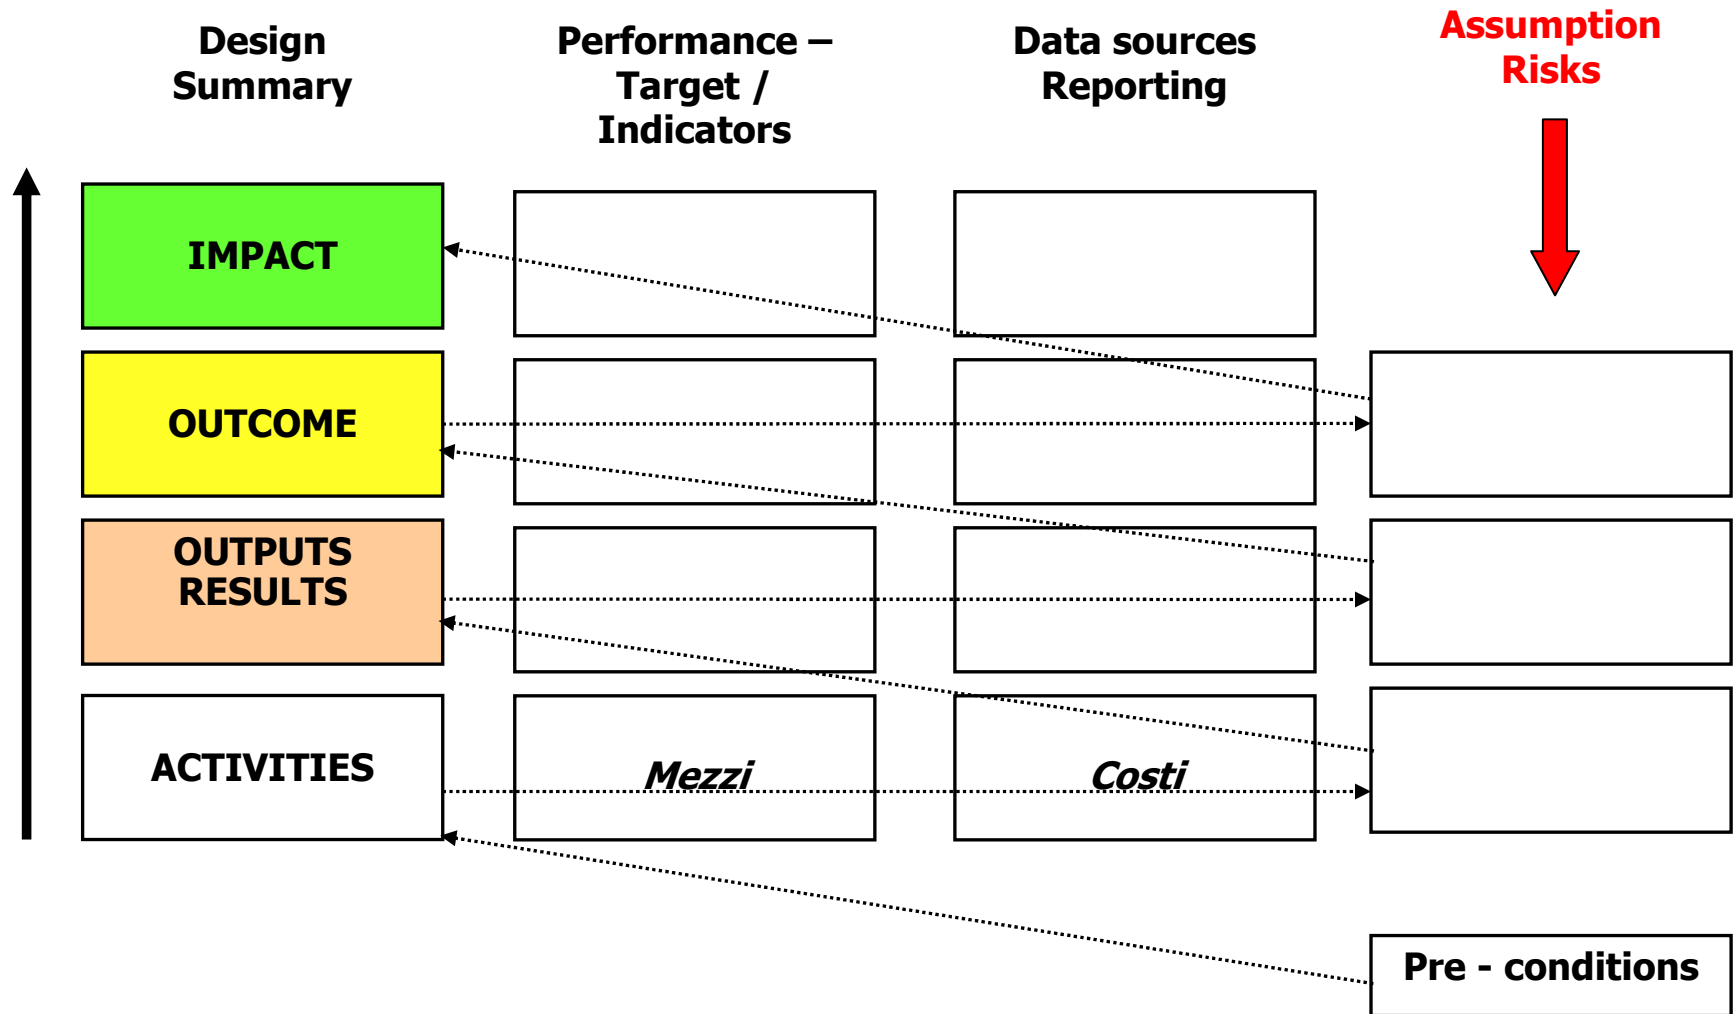 Design
Summary
Performance –
Target /
Indicators
Data sources
Reporting
Assumption
Risks
IMPACT
OUTCOME
OUTPUTS
RESULTS
ACTIVITIES
Mezzi
Costi
Pre - conditions